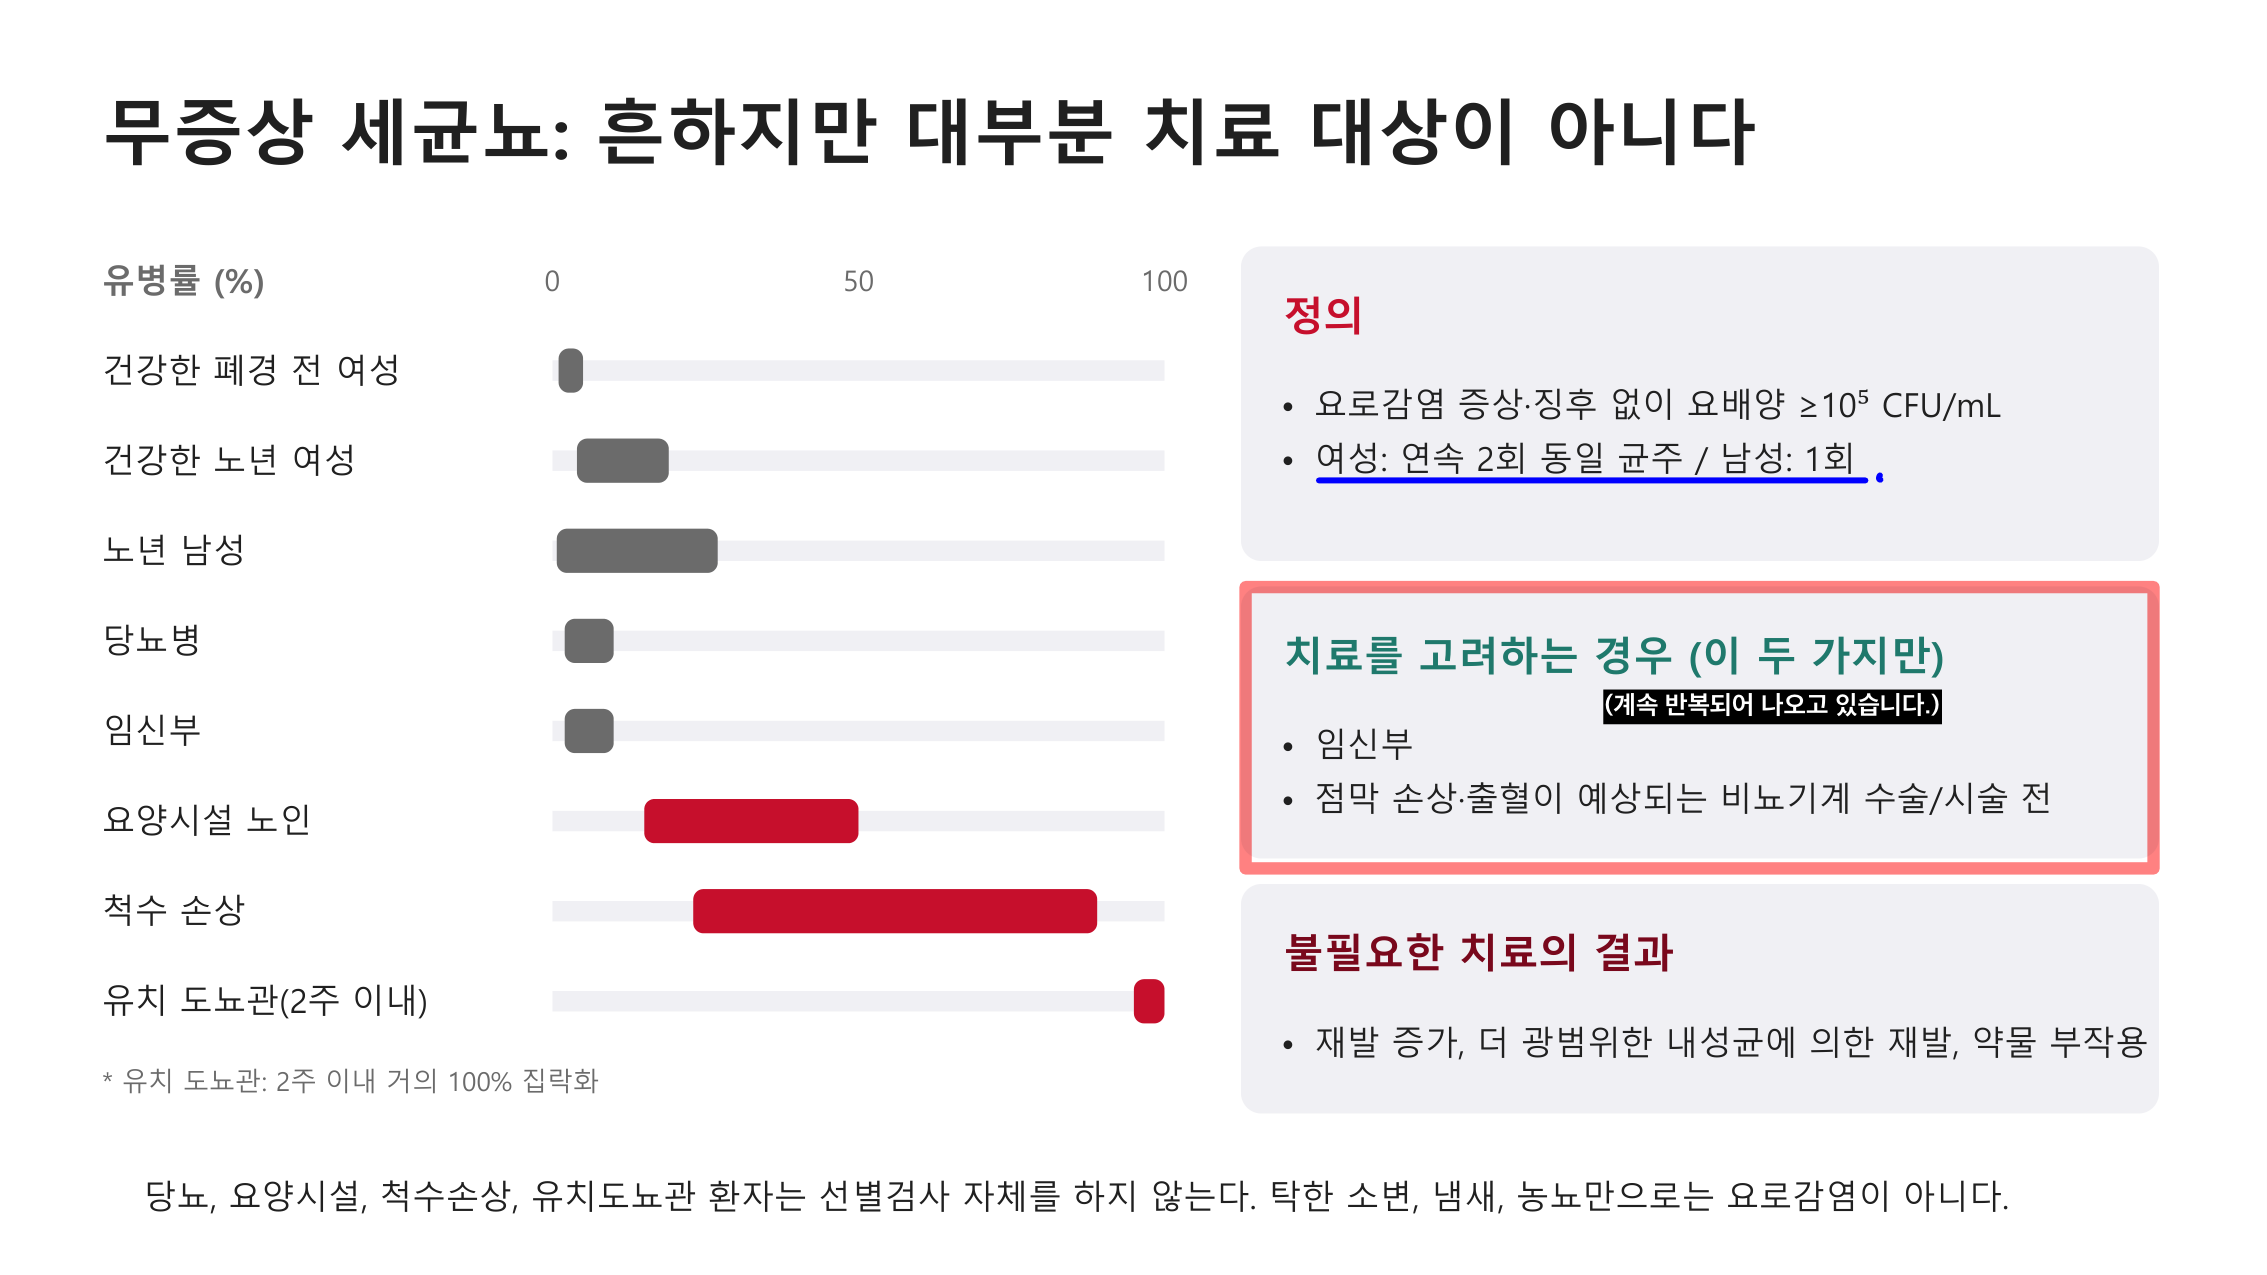 무증상 세균뇨: 흔하지만 대부분 치료 대상이 아니다
유병률 (%)
0 50 100
건강한 폐경 전 여성
건강한 노년 여성
노년 남성
당뇨병
임신부
요양시설 노인
척수 손상
유치 도뇨관(2주 이내)
* 유치 도뇨관: 2주 이내 거의 100% 집락화
정의
• 요로감염 증상·징후 없이 요배양 ≥10⁵ CFU/mL
• 여성: 연속 2회 동일 균주 / 남성: 1회
치료를 고려하는 경우 (이 두 가지만)
(계속 반복되어 나오고 있습니다.)
• 임신부
• 점막 손상·출혈이 예상되는 비뇨기계 수술/시술 전
불필요한 치료의 결과
• 재발 증가, 더 광범위한 내성균에 의한 재발, 약물 부작용
당뇨, 요양시설, 척수손상, 유치도뇨관 환자는 선별검사 자체를 하지 않는다. 탁한 소변, 냄새, 농뇨만으로는 요로감염이 아니다.